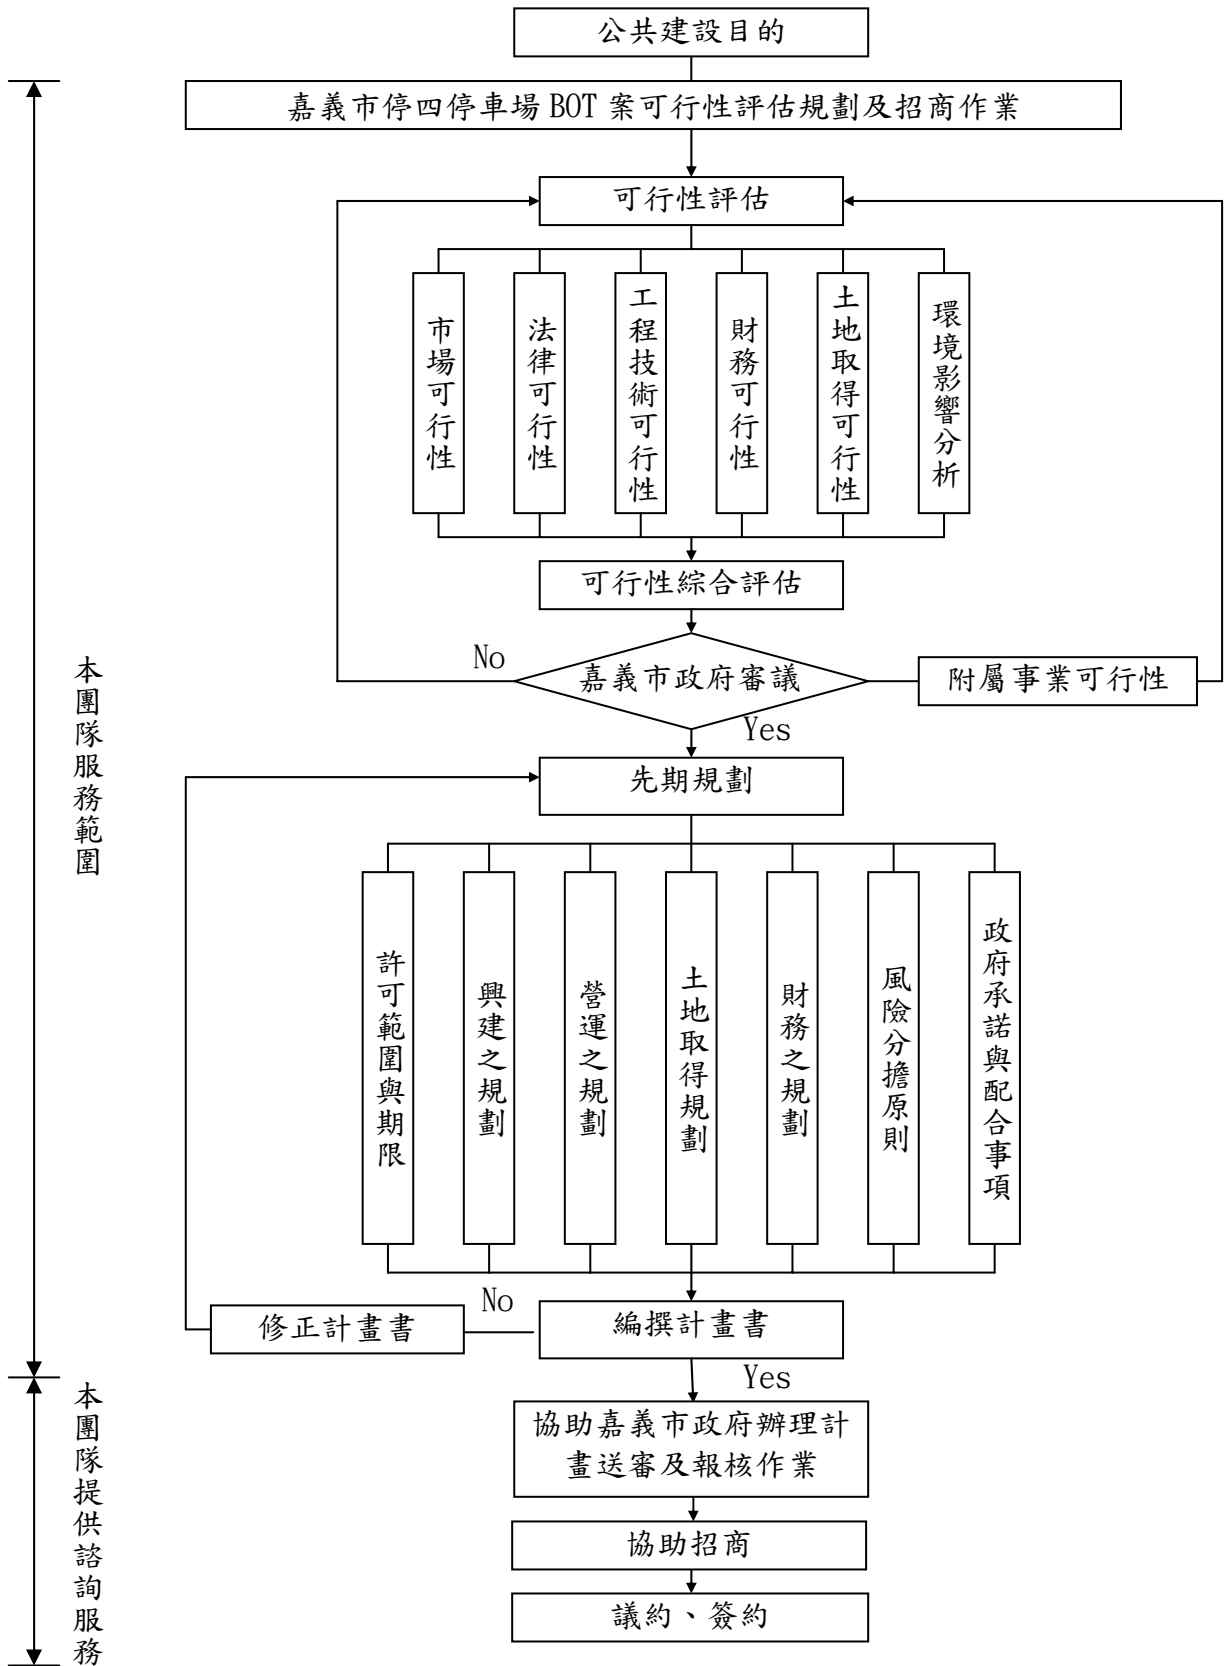 公共建設目的
嘉義市停四停車場 BOT 案可行性評估規劃及招商作業
可行性評估
市場可行性
法律可行性
工程技術可行性
財務可行性
土地取得可行性
環境影響分析
可行性綜合評估
No
嘉義市政府審議
附屬事業可行性
Yes
本團隊服務範圍
先期規劃
許可範圍與期限
興建之規劃
營運之規劃
土地取得規劃
財務之規劃
風險分擔原則
政府承諾與配合事項
修正計畫書
No
編撰計畫書
Yes
本團隊提供諮詢服務
協助嘉義市政府辦理計
畫送審及報核作業
協助招商
議約、簽約